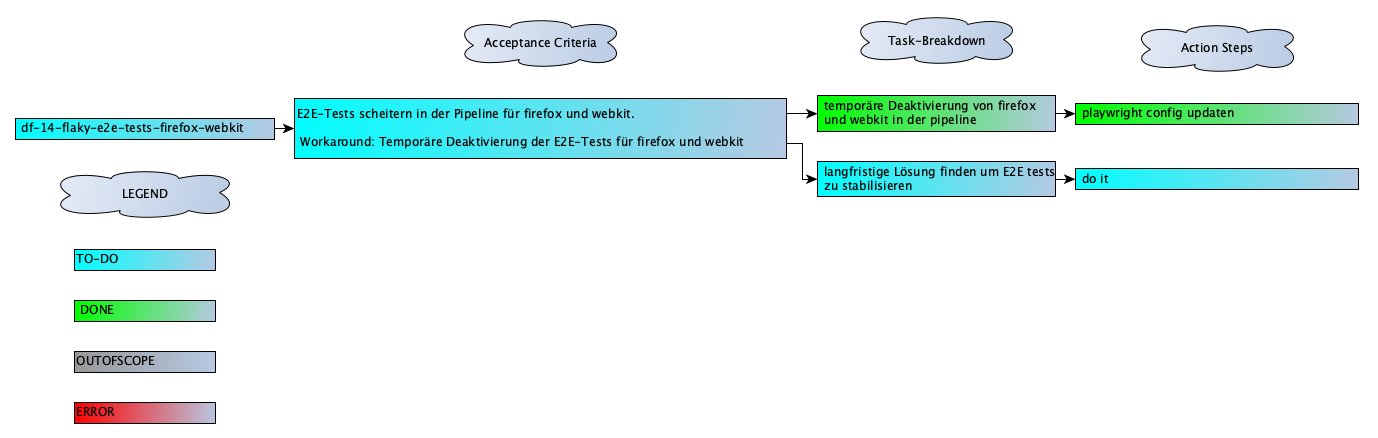 Acceptance Criteria
Task-Breakdown
Action Steps
df-14-flaky-e2e-tests-firefox-webkit
E2E-Tests scheitern in der Pipeline für firefox und webkit.
Workaround: Temporäre Deaktivierung der E2E-Tests für firefox und webkit
temporäre Deaktivierung von firefox
und webkit in der pipeline
playwright config updaten
langfristige Lösung finden um E2E tests
zu stabilisieren
do it
LEGEND
TO-DO
DONE
OUTOFSCOPE
ERROR